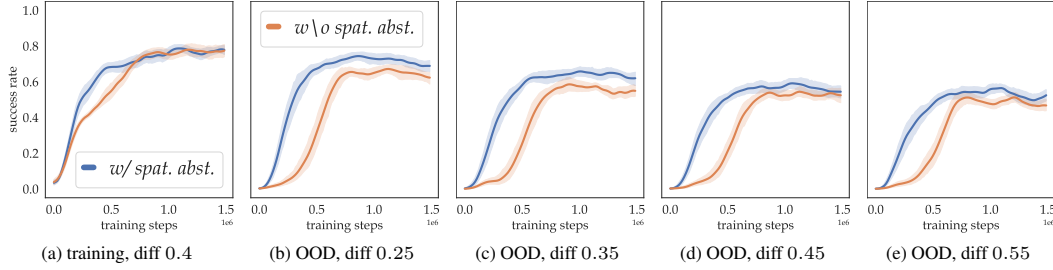 1.0
0.8
0.6
0.4
0.2
0.0
success rate
w/ spat. abst.
w\o spat. abst.
0.0 0.5 1.0 1.5
training steps
1e6
0.0 0.5 1.0 1.5
training steps
1e6
0.0 0.5 1.0 1.5
training steps
1e6
0.0 0.5 1.0 1.5
training steps
1e6
0.0 0.5 1.0 1.5
training steps
1e6
(a) training, diff 0.4
(b) OOD, diff 0.25
(c) OOD, diff 0.35
(d) OOD, diff 0.45
(e) OOD, diff 0.55